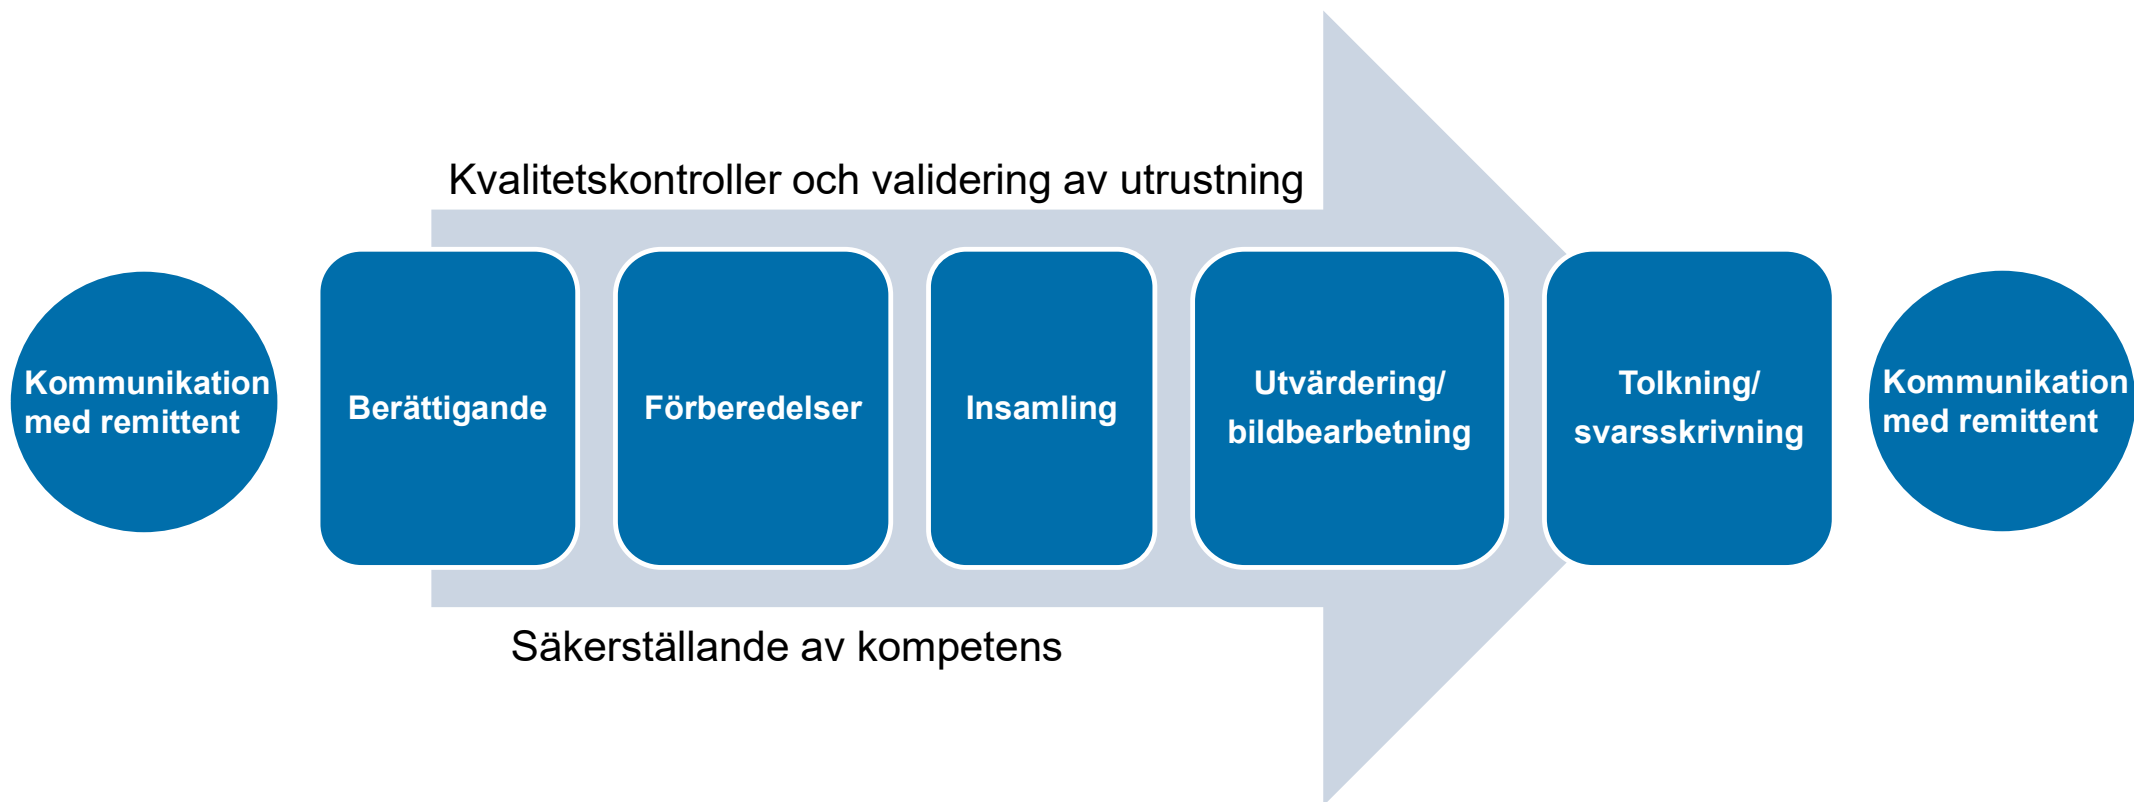 Kvalitetskontroller och validering av utrustning
Kommunikation
med remittent
Berättigande
Förberedelser
Insamling
Utvärdering/
bildbearbetning
Tolkning/
svarsskrivning
Kommunikation
med remittent
Säkerställande av kompetens